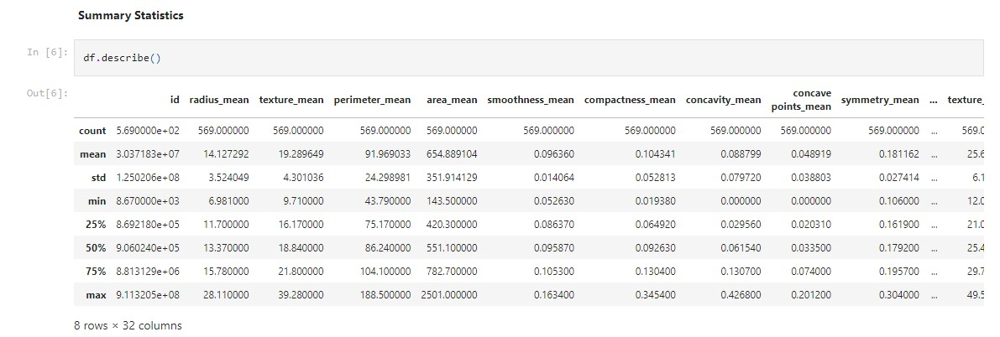 Summary Statistics
In [6]: df.describe()
Out[6]:
id radius_mean texture_mean perimeter_mean area_mean smoothness_mean compactness_mean concavity_mean concave points_mean symmetry_mean ... texture_
count 5.690000e+02 569.000000 569.000000 569.000000 569.000000 569.000000 569.000000 569.000000 569.000000 569.000000 ... 569.0
mean 3.037183e+07 14.127292 19.289649 91.969033 654.889104 0.096360 0.104341 0.088799 0.048919 0.181162 ... 25.6
std 1.250206e+08 3.524049 4.301036 24.298981 351.914129 0.014064 0.052813 0.079720 0.038803 0.027414 ... 6.1
min 8.670000e+03 6.981000 9.710000 43.790000 143.500000 0.052630 0.019380 0.000000 0.000000 0.106000 ... 12.0
25% 8.692180e+05 11.700000 16.170000 75.170000 420.300000 0.086370 0.064920 0.029560 0.020310 0.161900 ... 21.0
50% 9.060240e+05 13.370000 18.840000 86.240000 551.100000 0.095870 0.092630 0.061540 0.033500 0.179200 ... 25.4
75% 8.813129e+06 15.780000 21.800000 104.100000 782.700000 0.105300 0.130400 0.130700 0.074000 0.195700 ... 29.7
max 9.113205e+08 28.110000 39.280000 188.500000 2501.000000 0.163400 0.345400 0.426800 0.201200 0.304000 ... 49.5
8 rows × 32 columns